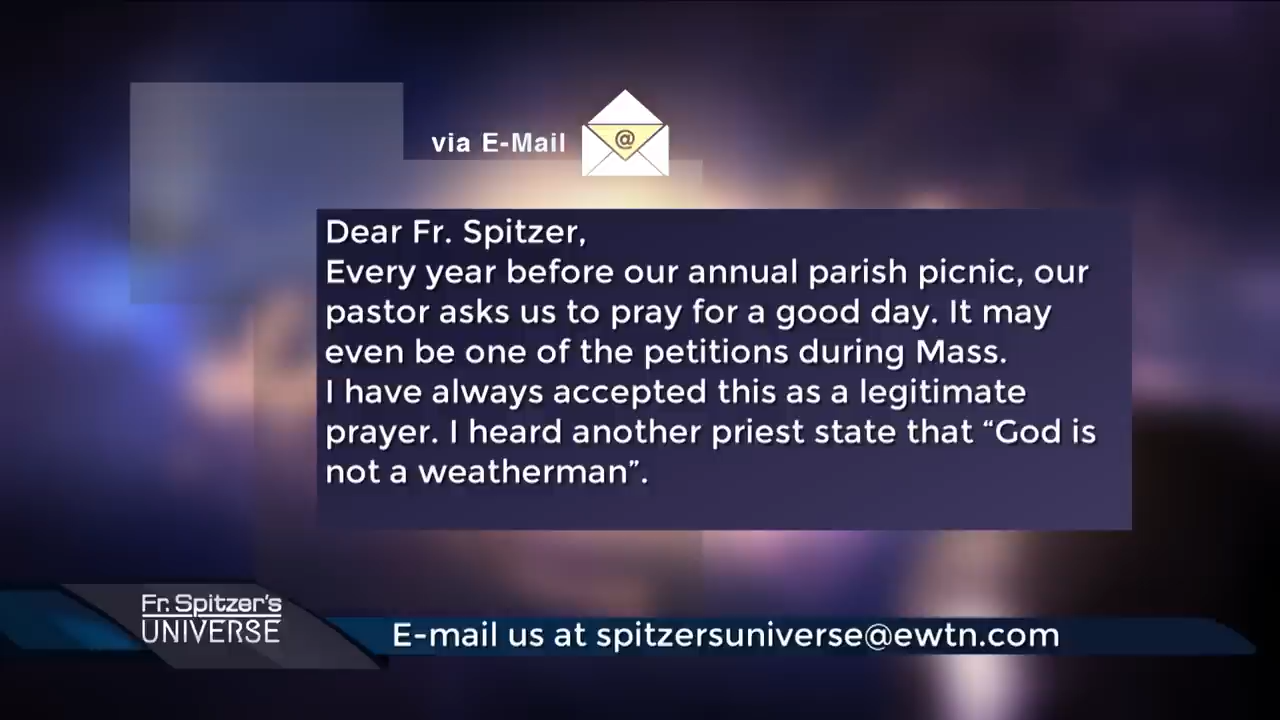 via E-Mail
@
Dear Fr. Spitzer,
Every year before our annual parish picnic, our
pastor asks us to pray for a good day. It may
even be one of the petitions during Mass.
I have always accepted this as a legitimate
prayer. I heard another priest state that “God is
not a weatherman”.
Fr. Spitzer's
UNIVERSE
E-mail us at spitzersuniverse@ewtn.com